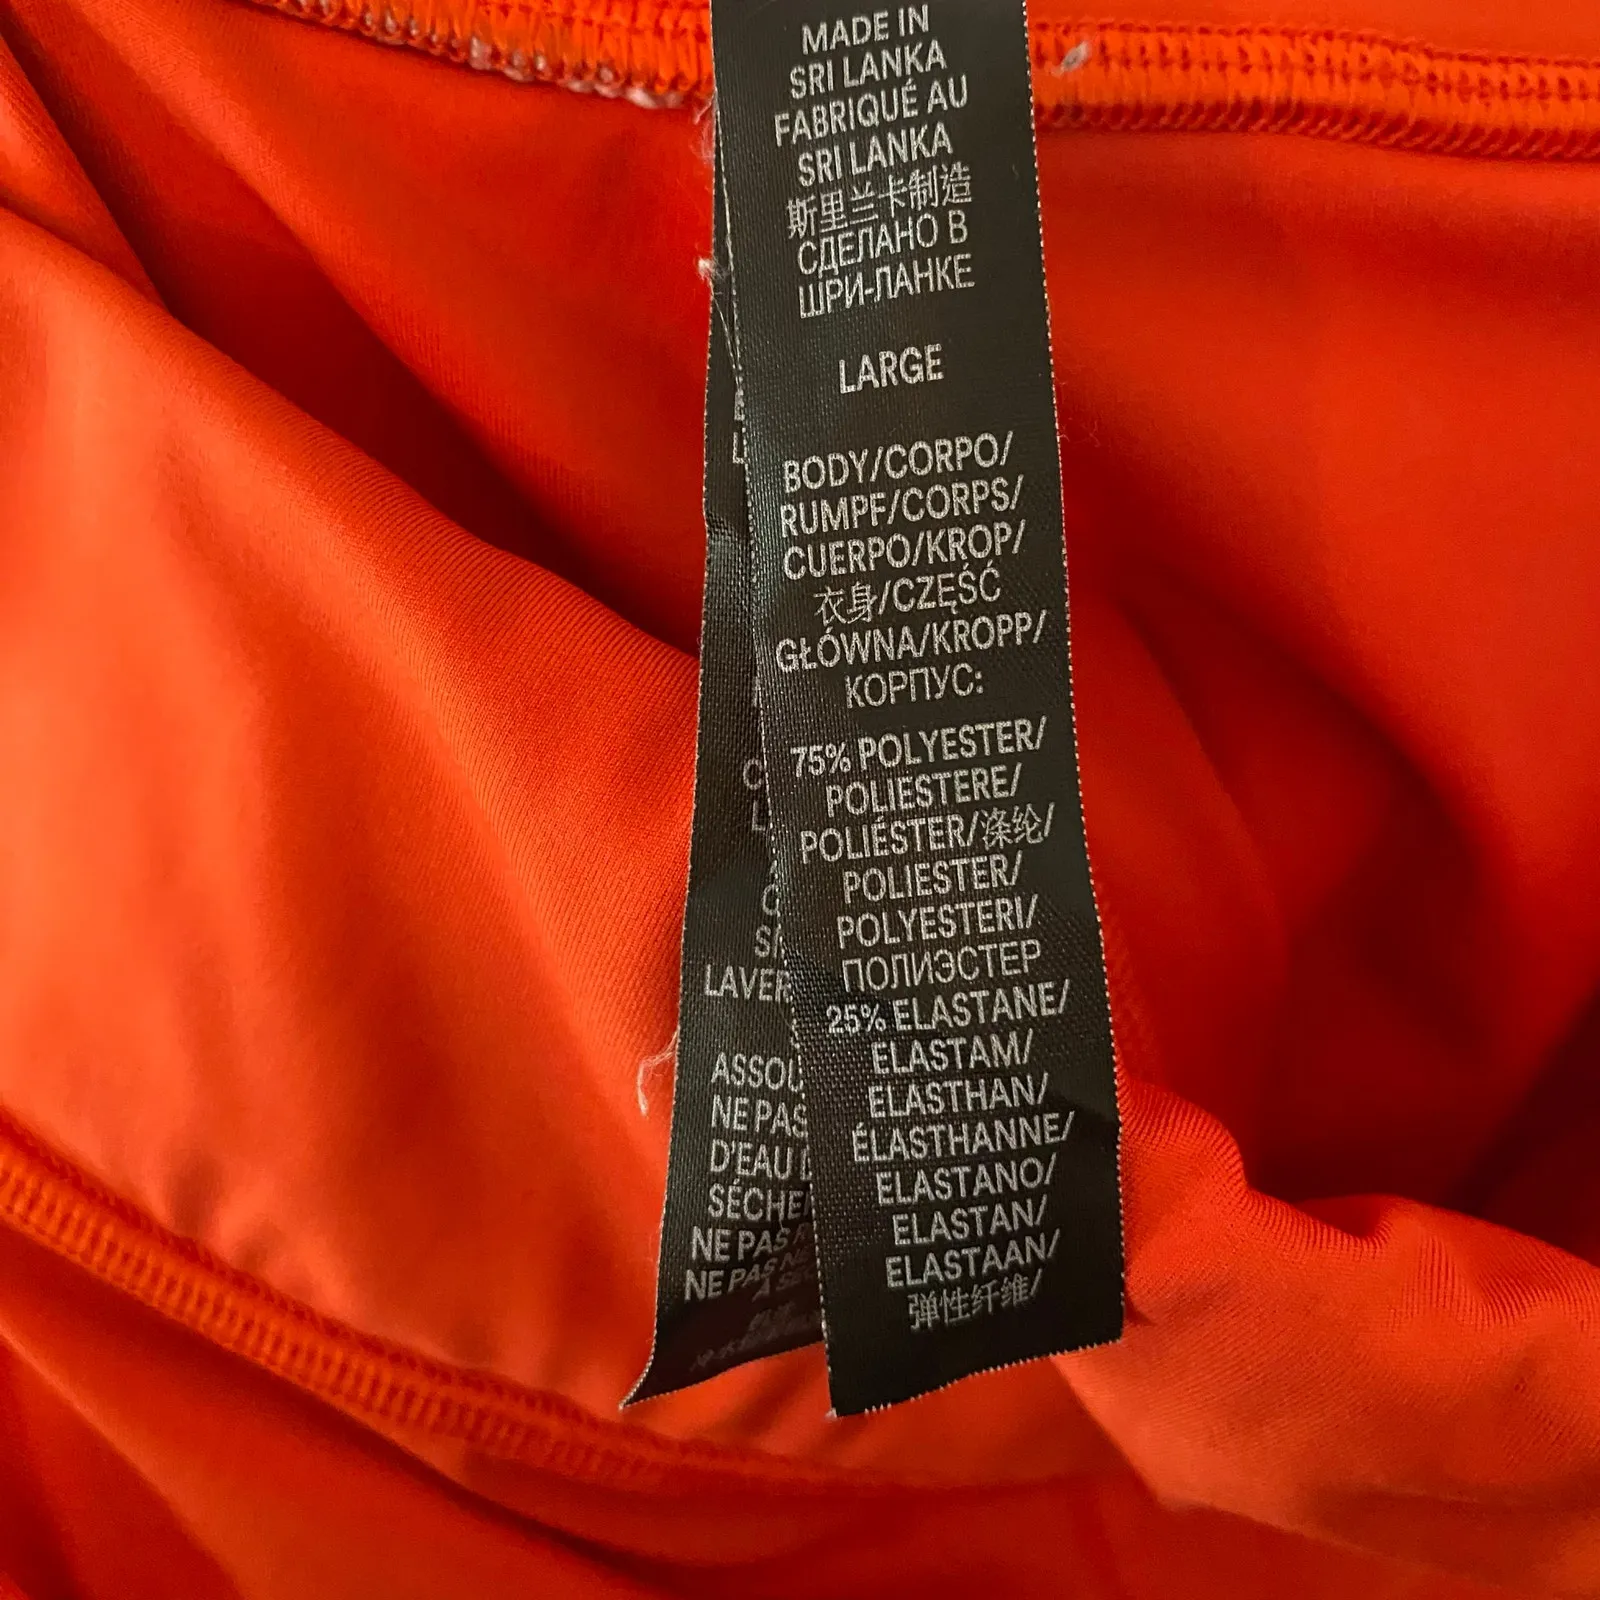 MADE IN
SRI LANKA
FABRIQUÉ AU
SRI LANKA
斯里兰卡制造
СДЕЛАНО В
ШРИ-ЛАНКЕ
LARGE
BODY/CORPO/
RUMPF/CORPS/
CUERPO/KROP/
衣身/CZĘŚĆ
GŁÓWNA/KROPP/
КОРПУС:
75% POLYESTER/
POLIESTERE/
POLIÉSTER/涤纶/
POLIESTER/
POLYESTERI/
ПОЛИЭСТЕР
25% ELASTANE/
ELASTAM/
ELASTHAN/
ÉLASTHANNE/
ELASTANO/
ELASTAN/
ELASTAAN/
弹性纤维/
LAVER
NE PAS
D'EAU
SÉCHER
NE PAS
NE PAS NE